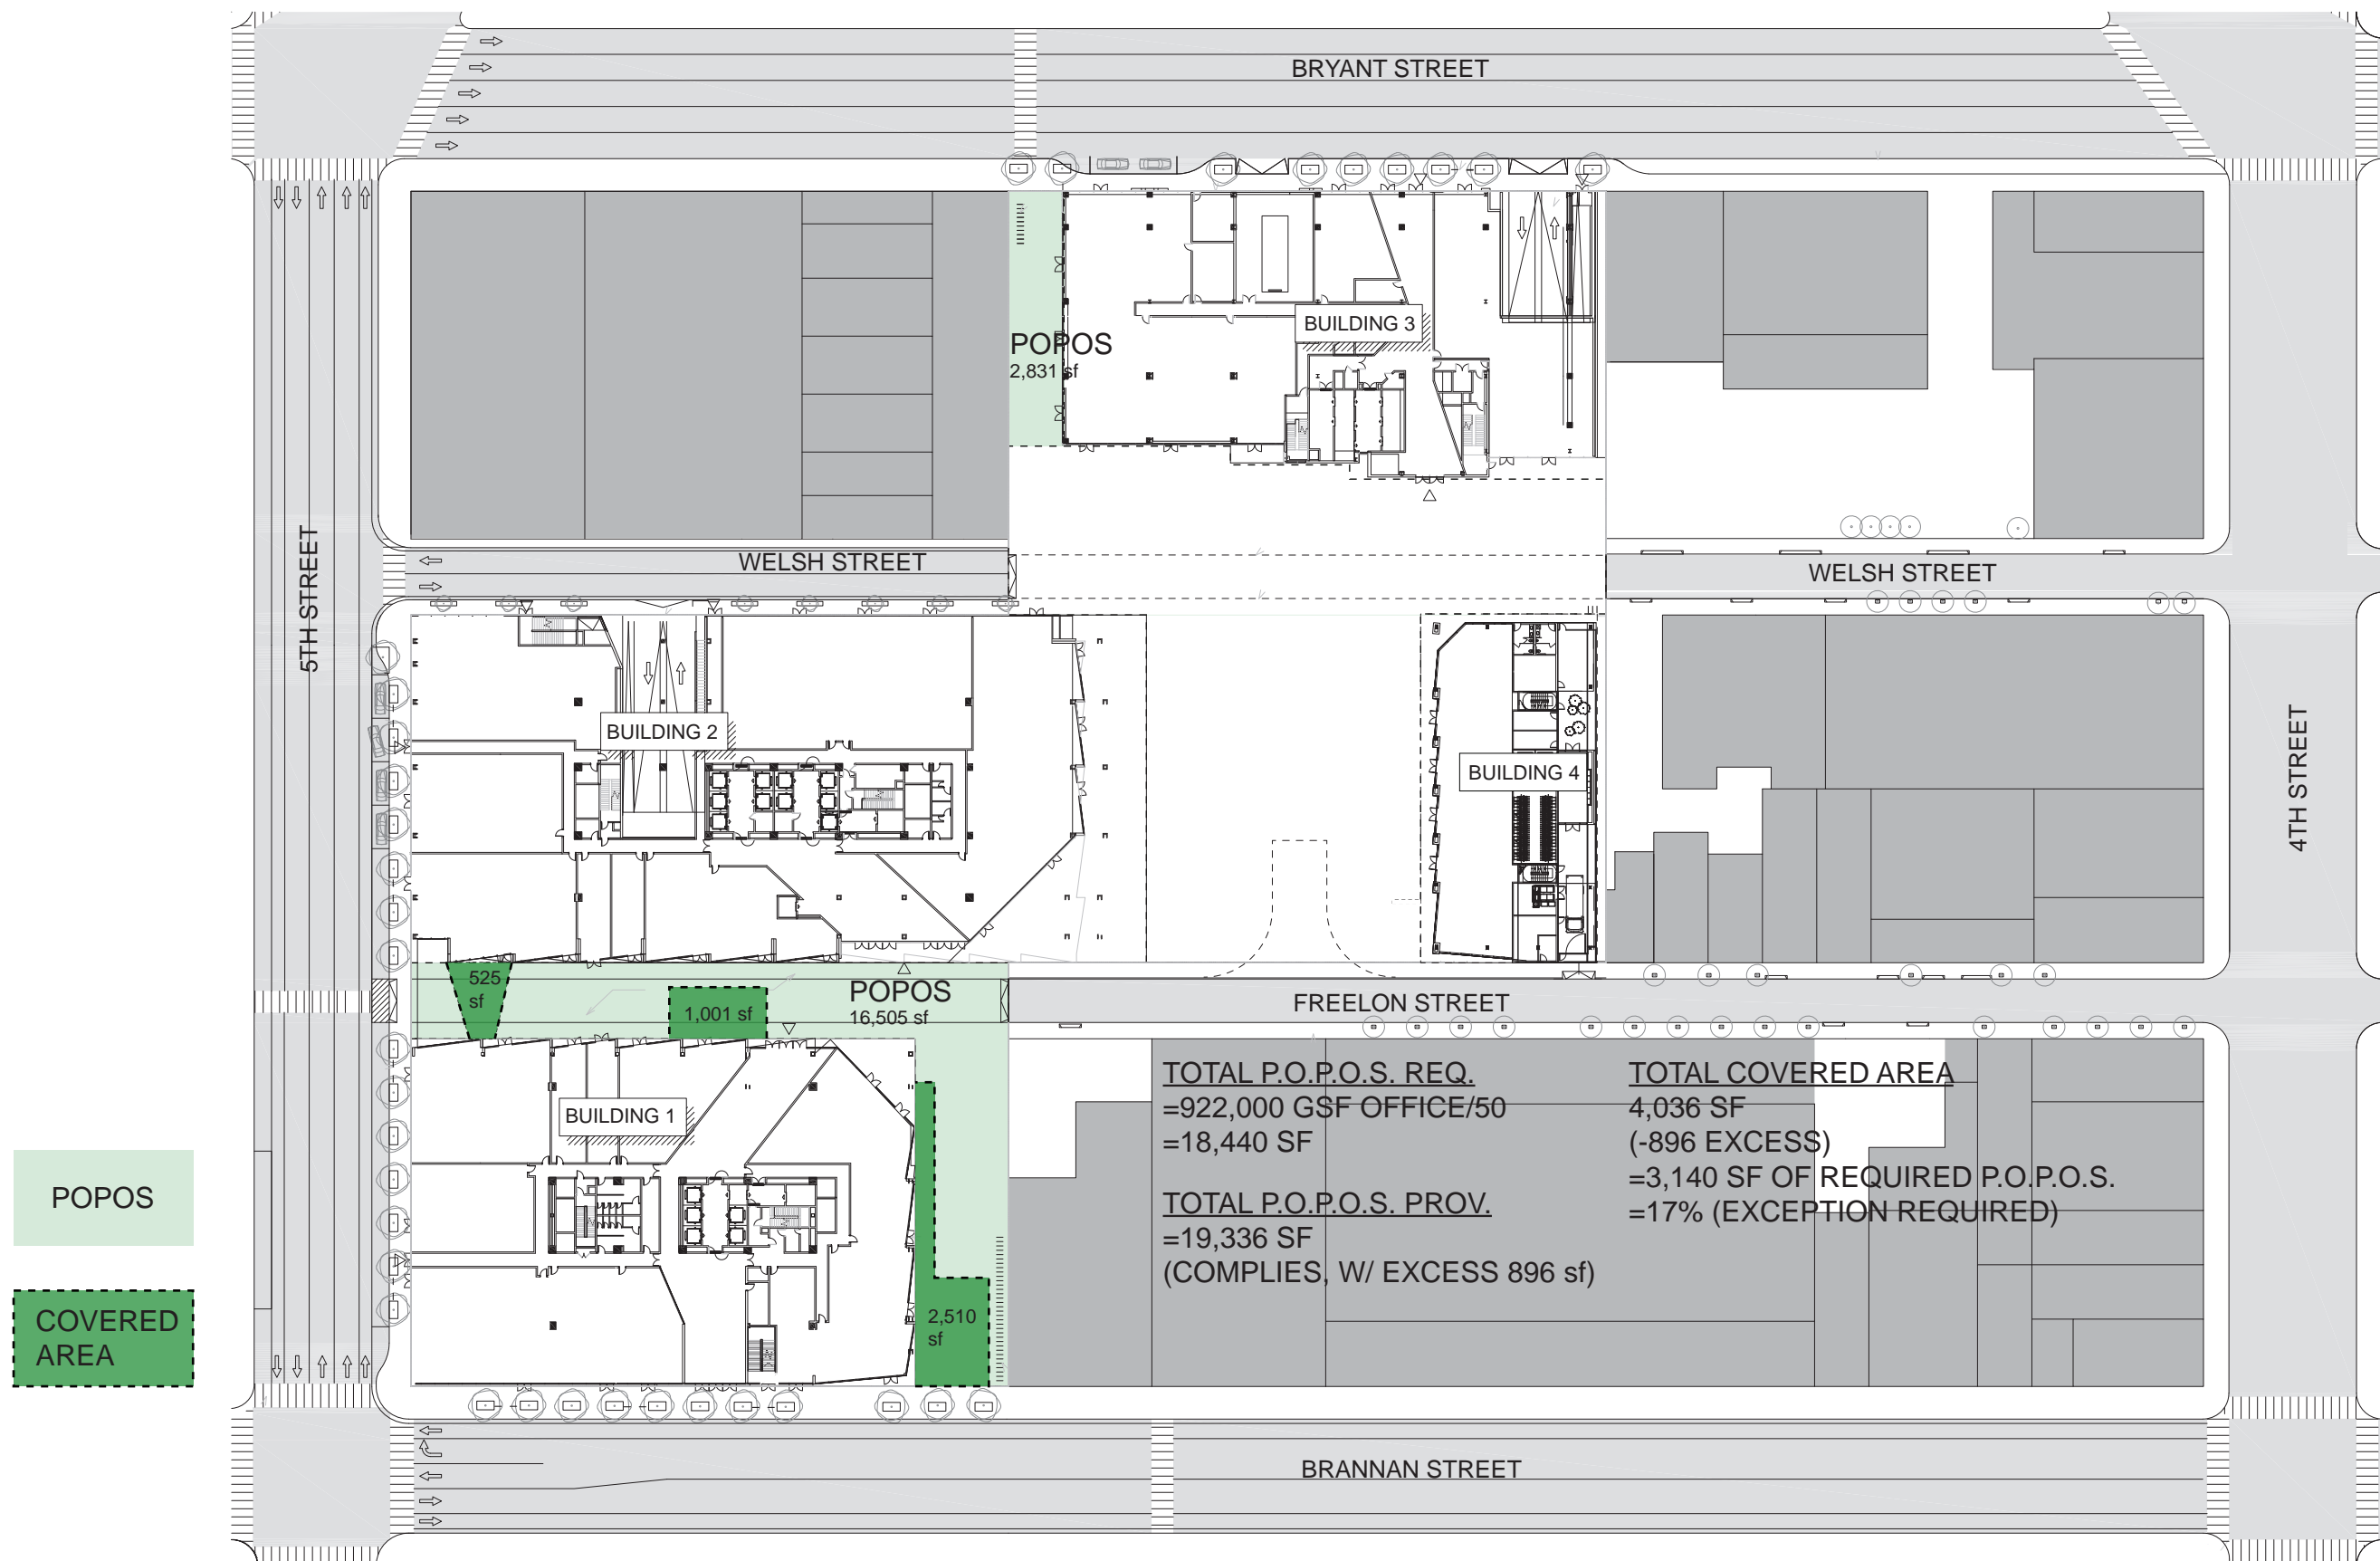 BRYANT STREET
BUILDING 3
POPOS
2,831 sf
5TH STREET
WELSH STREET
WELSH STREET
BUILDING 2
BUILDING 4
4TH STREET
525
sf
1,001 sf
POPOS
16,505 sf
FREELON STREET
BUILDING 1
TOTAL P.O.P.O.S. REQ.
=922,000 GSF OFFICE/50
=18,440 SF
TOTAL P.O.P.O.S. PROV.
=19,336 SF
(COMPLIES, W/ EXCESS 896 sf)
TOTAL COVERED AREA
4,036 SF
(-896 EXCESS)
=3,140 SF OF REQUIRED P.O.P.O.S.
=17% (EXCEPTION REQUIRED)
POPOS
COVERED
AREA
2,510
sf
BRANNAN STREET